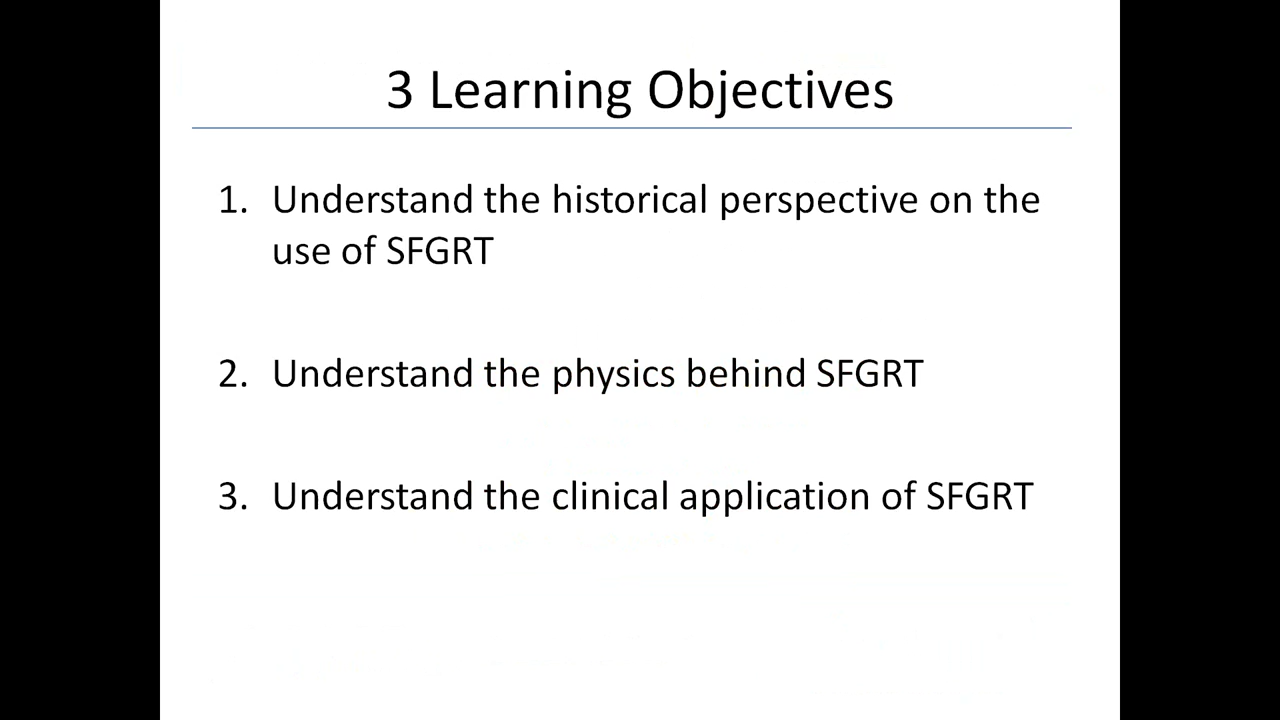 3 Learning Objectives
1. Understand the historical perspective on the
use of SFGRT
2. Understand the physics behind SFGRT
3. Understand the clinical application of SFGRT